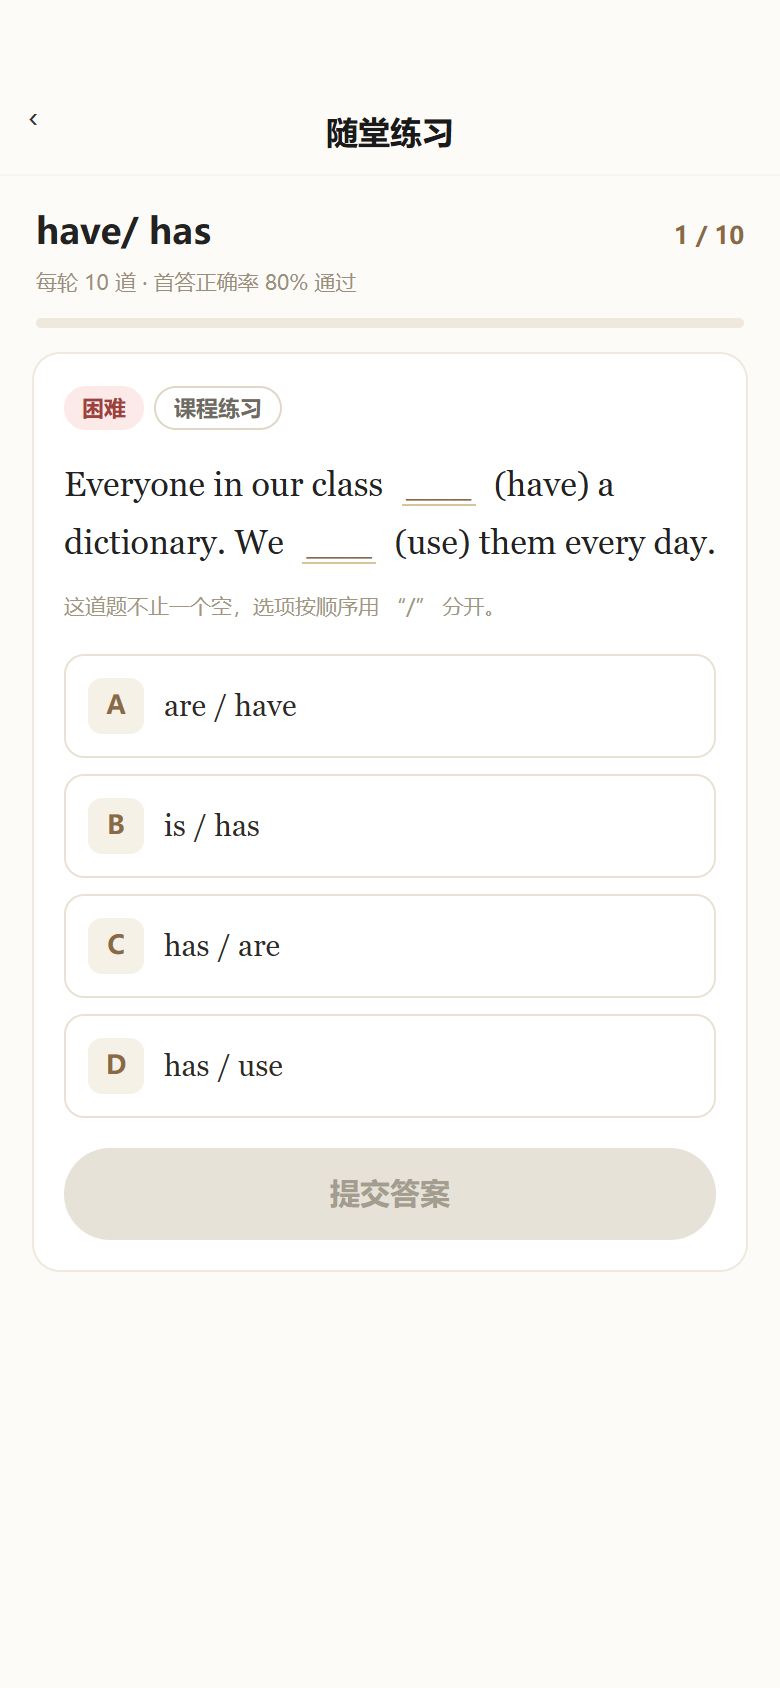 ‹
随堂练习
have/ has
1 / 10
每轮 10 道 · 首答正确率 80% 通过
困难 课程练习
Everyone in our class ____ (have) a
dictionary. We ____ (use) them every day.
这道题不止一个空，选项按顺序用 “/” 分开。
A are / have
B is / has
C has / are
D has / use
提交答案